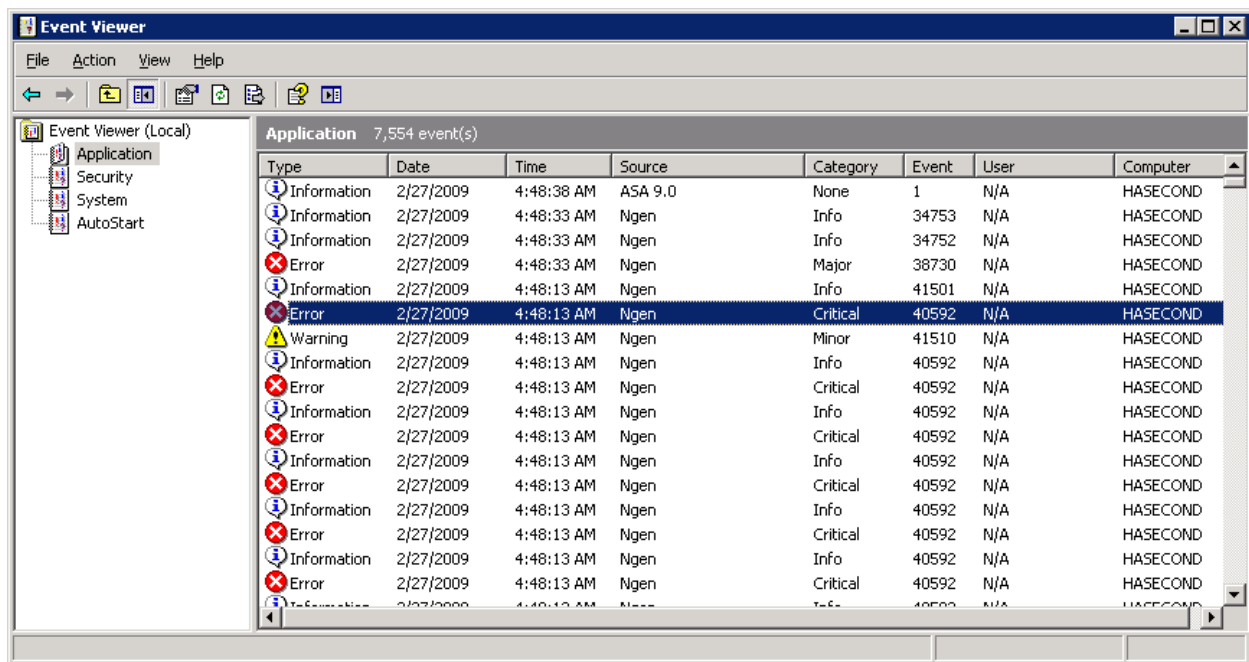 Event Viewer
File Action View Help
Event Viewer (Local)
Application
Security
System
AutoStart
Application 7,554 event(s)
Type Date Time Source Category Event User Computer
Information 2/27/2009 4:48:38 AM ASA 9.0 None 1 N/A HASECOND
Information 2/27/2009 4:48:33 AM Ngen Info 34753 N/A HASECOND
Information 2/27/2009 4:48:33 AM Ngen Info 34752 N/A HASECOND
Error 2/27/2009 4:48:33 AM Ngen Major 38730 N/A HASECOND
Information 2/27/2009 4:48:13 AM Ngen Info 41501 N/A HASECOND
Error 2/27/2009 4:48:13 AM Ngen Critical 40592 N/A HASECOND
Warning 2/27/2009 4:48:13 AM Ngen Minor 41510 N/A HASECOND
Information 2/27/2009 4:48:13 AM Ngen Info 40592 N/A HASECOND
Error 2/27/2009 4:48:13 AM Ngen Critical 40592 N/A HASECOND
Information 2/27/2009 4:48:13 AM Ngen Info 40592 N/A HASECOND
Error 2/27/2009 4:48:13 AM Ngen Critical 40592 N/A HASECOND
Information 2/27/2009 4:48:13 AM Ngen Info 40592 N/A HASECOND
Error 2/27/2009 4:48:13 AM Ngen Critical 40592 N/A HASECOND
Information 2/27/2009 4:48:13 AM Ngen Info 40592 N/A HASECOND
Error 2/27/2009 4:48:13 AM Ngen Critical 40592 N/A HASECOND
Information 2/27/2009 4:48:13 AM Ngen Info 40592 N/A HASECOND
Error 2/27/2009 4:48:13 AM Ngen Critical 40592 N/A HASECOND